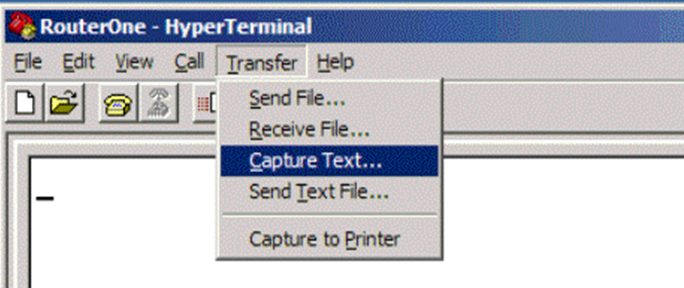 RouterOne - HyperTerminal
File Edit View Call Transfer Help
Send File...
Receive File...
Capture Text...
Send Text File...
Capture to Printer